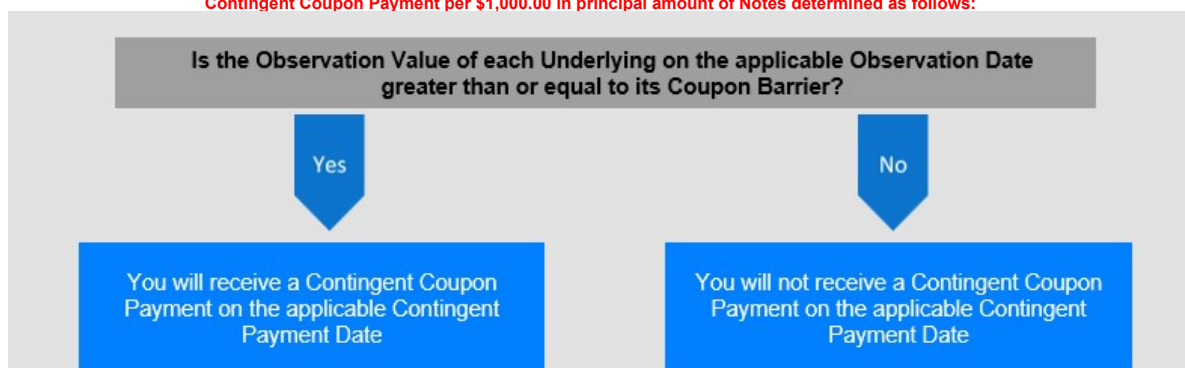 Contingent Coupon Payment per $1,000.00 in principal amount of Notes determined as follows:
Is the Observation Value of each Underlying on the applicable Observation Date
greater than or equal to its Coupon Barrier?
Yes
No
You will receive a Contingent Coupon
Payment on the applicable Contingent
Payment Date
You will not receive a Contingent Coupon
Payment on the applicable Contingent
Payment Date